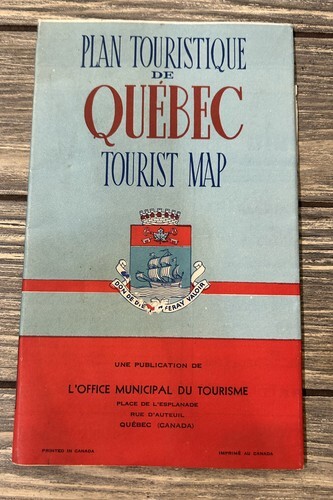 PLAN TOURISTIQUE
DE
QUÉBEC
TOURIST MAP
DON DE DIEU FERAY VALOIR
UNE PUBLICATION DE
L'OFFICE MUNICIPAL DU TOURISME
PLACE DE L'ESPLANADE
RUE D'AUTEUIL
QUÉBEC (CANADA)
PRINTED IN CANADA
IMPRIMÉ AU CANADA